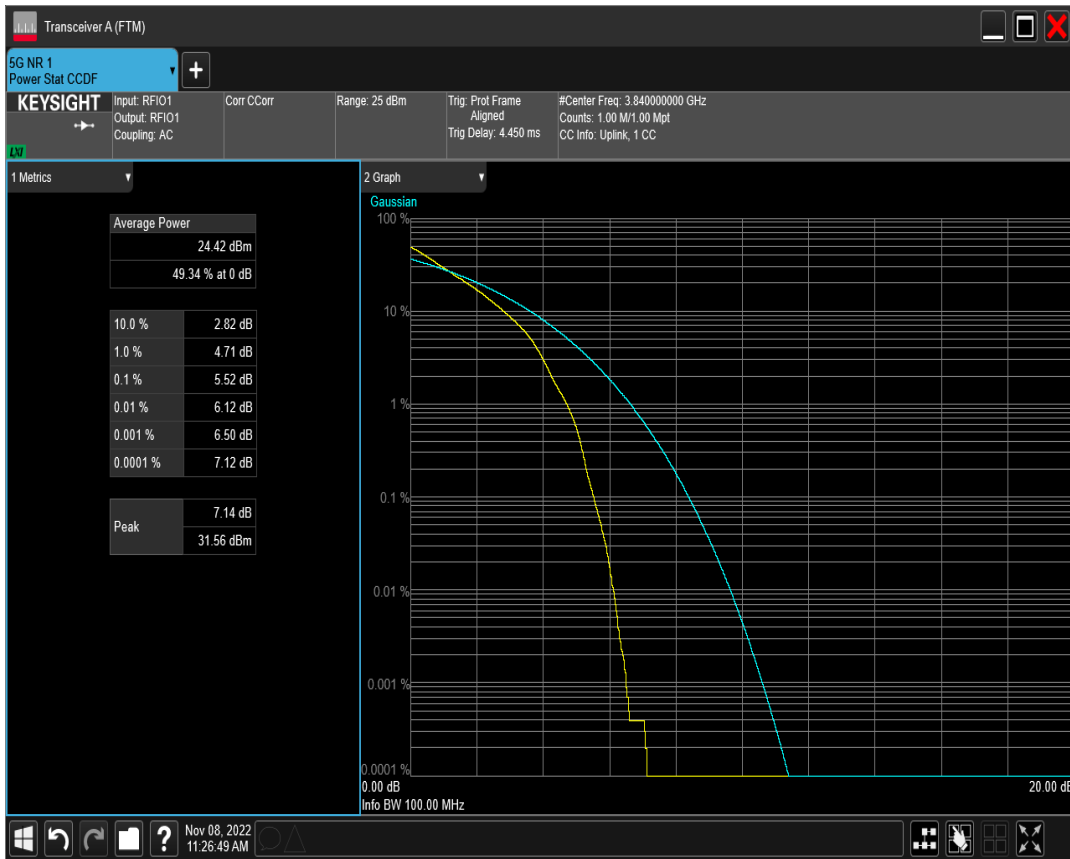 Transceiver A (FTM)
5G NR 1
Power Stat CCDF
+
KEYSIGHT
LXI
Input: RFIO1
Output: RFIO1
Coupling: AC
Corr CCorr
Range: 25 dBm
Trig: Prot Frame
Aligned
Trig Delay: 4.450 ms
#Center Freq: 3.840000000 GHz
Counts: 1.00 M/1.00 Mpt
CC Info: Uplink, 1 CC
1 Metrics
Average Power
24.42 dBm
49.34 % at 0 dB
10.0 % 2.82 dB
1.0 % 4.71 dB
0.1 % 5.52 dB
0.01 % 6.12 dB
0.001 % 6.50 dB
0.0001 % 7.12 dB
Peak
7.14 dB
31.56 dBm
2 Graph
Gaussian
100 %
10 %
1 %
0.1 %
0.01 %
0.001 %
0.0001 %
0.00 dB 20.00 dB
Info BW 100.00 MHz
?
Nov 08, 2022
11:26:49 AM